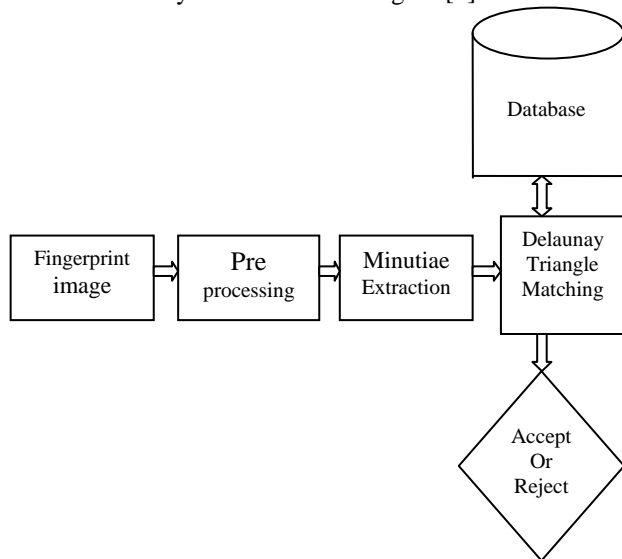 Database
Fingerprint
image
Pre
processing
Minutiae
Extraction
Delaunay
Triangle
Matching
Accept
Or
Reject